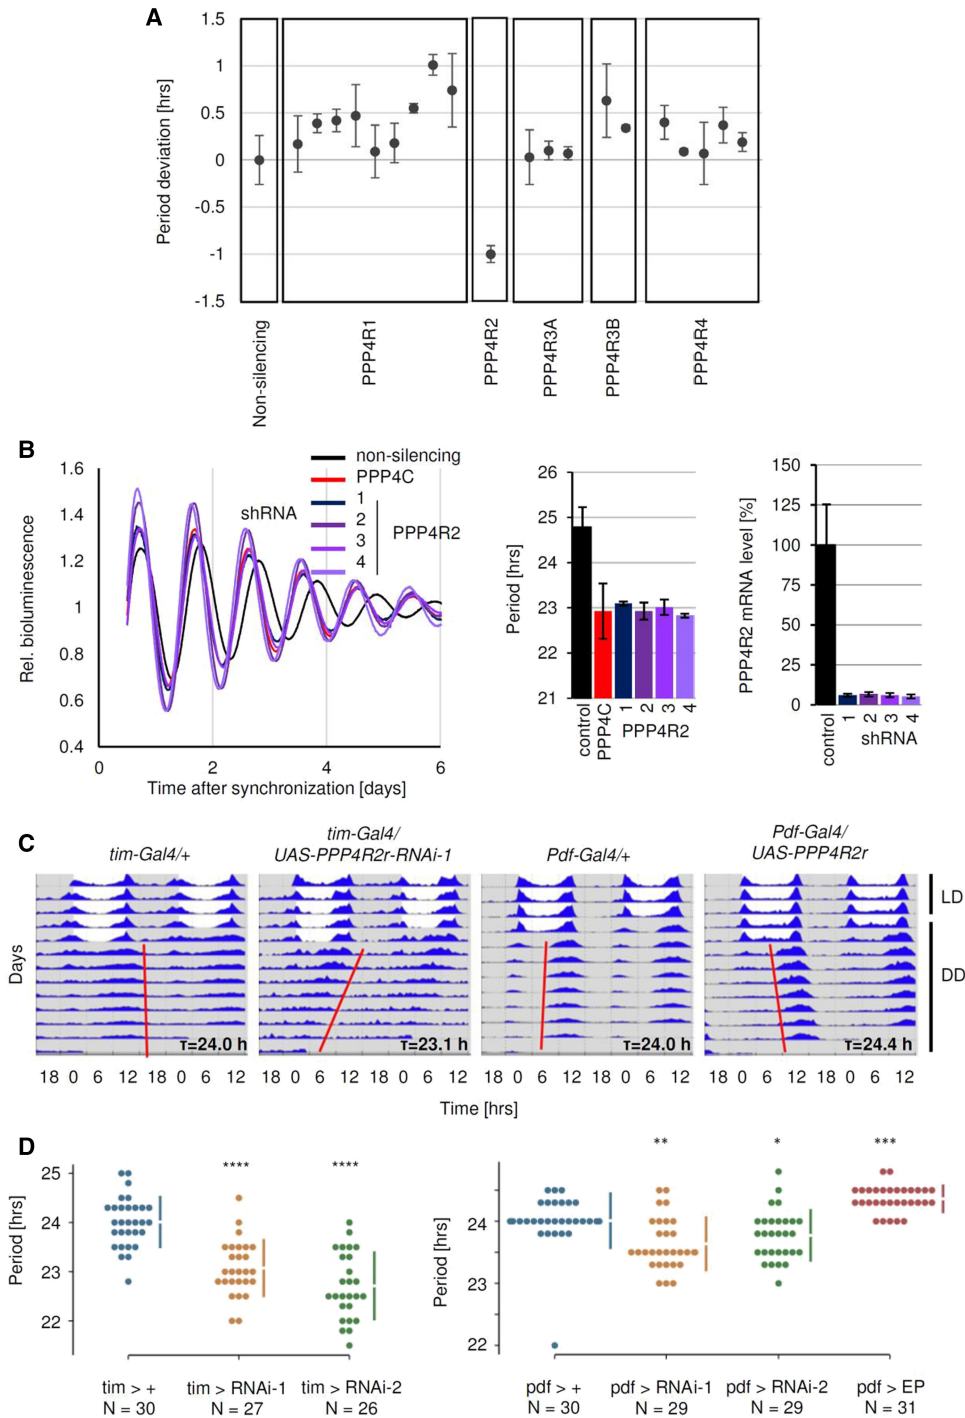 A
Period deviation [hrs]
1.5
1
0.5
0
-0.5
-1
-1.5
Non-silencing
PPP4R1
PPP4R2
PPP4R3A
PPP4R3B
PPP4R4
B
Rel. bioluminescence
1.6
1.4
1.2
1
0.8
0.6
0.4
0 2 4 6
Time after synchronization [days]
shRNA
non-silencing
PPP4C
1
2
3
4
PPP4R2
Period [hrs]
26
25
24
23
22
21
control
PPP4C
1 2 3 4
PPP4R2
PPP4R2 mRNA level [%]
150
125
100
75
50
25
0
control
1 2 3 4
shRNA
C
tim-Gal4/+
tim-Gal4/
UAS-PPP4R2r-RNAi-1
Pdf-Gal4/+
Pdf-Gal4/
UAS-PPP4R2r
Days
LD
DD
τ=24.0 h
τ=23.1 h
τ=24.0 h
τ=24.4 h
18 0 6 12 18 0 6 12
18 0 6 12 18 0 6 12
18 0 6 12 18 0 6 12
18 0 6 12 18 0 6 12
Time [hrs]
D
Period [hrs]
25
24
23
22
**** ****
tim > + tim > RNAi-1 tim > RNAi-2
N = 30 N = 27 N = 26
Period [hrs]
24
23
22
** * ***
pdf > + pdf > RNAi-1 pdf > RNAi-2 pdf > EP
N = 30 N = 29 N = 29 N = 31